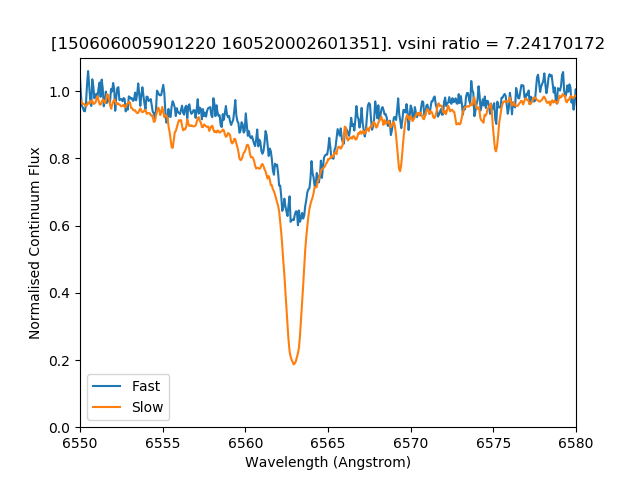 [150606005901220 160520002601351]. vsini ratio = 7.24170172
Normalised Continuum Flux
1.0
0.8
0.6
0.4
0.2
0.0
Fast
Slow
6550 6555 6560 6565 6570 6575 6580
Wavelength (Angstrom)